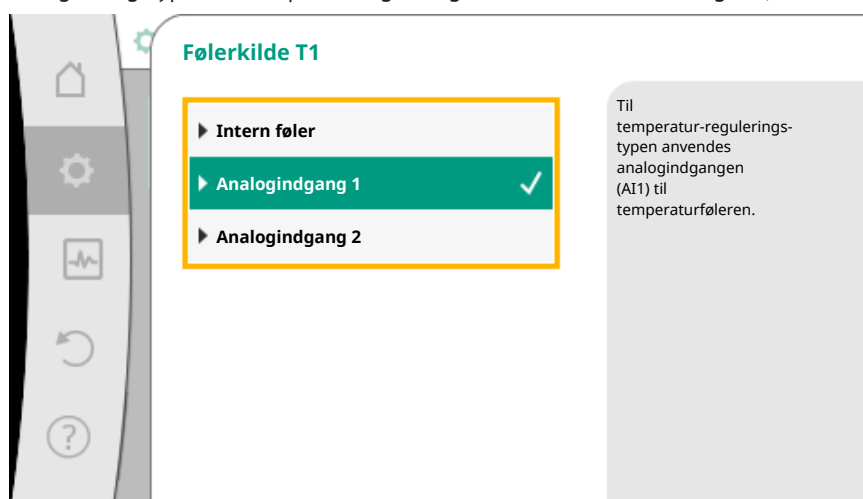 Følerkilde T1
Intern føler
Analogindgang 1
Analogindgang 2
Til
temperatur-regulerings-
typen anvendes
analogindgangen
(AI1) til
temperaturføleren.
?